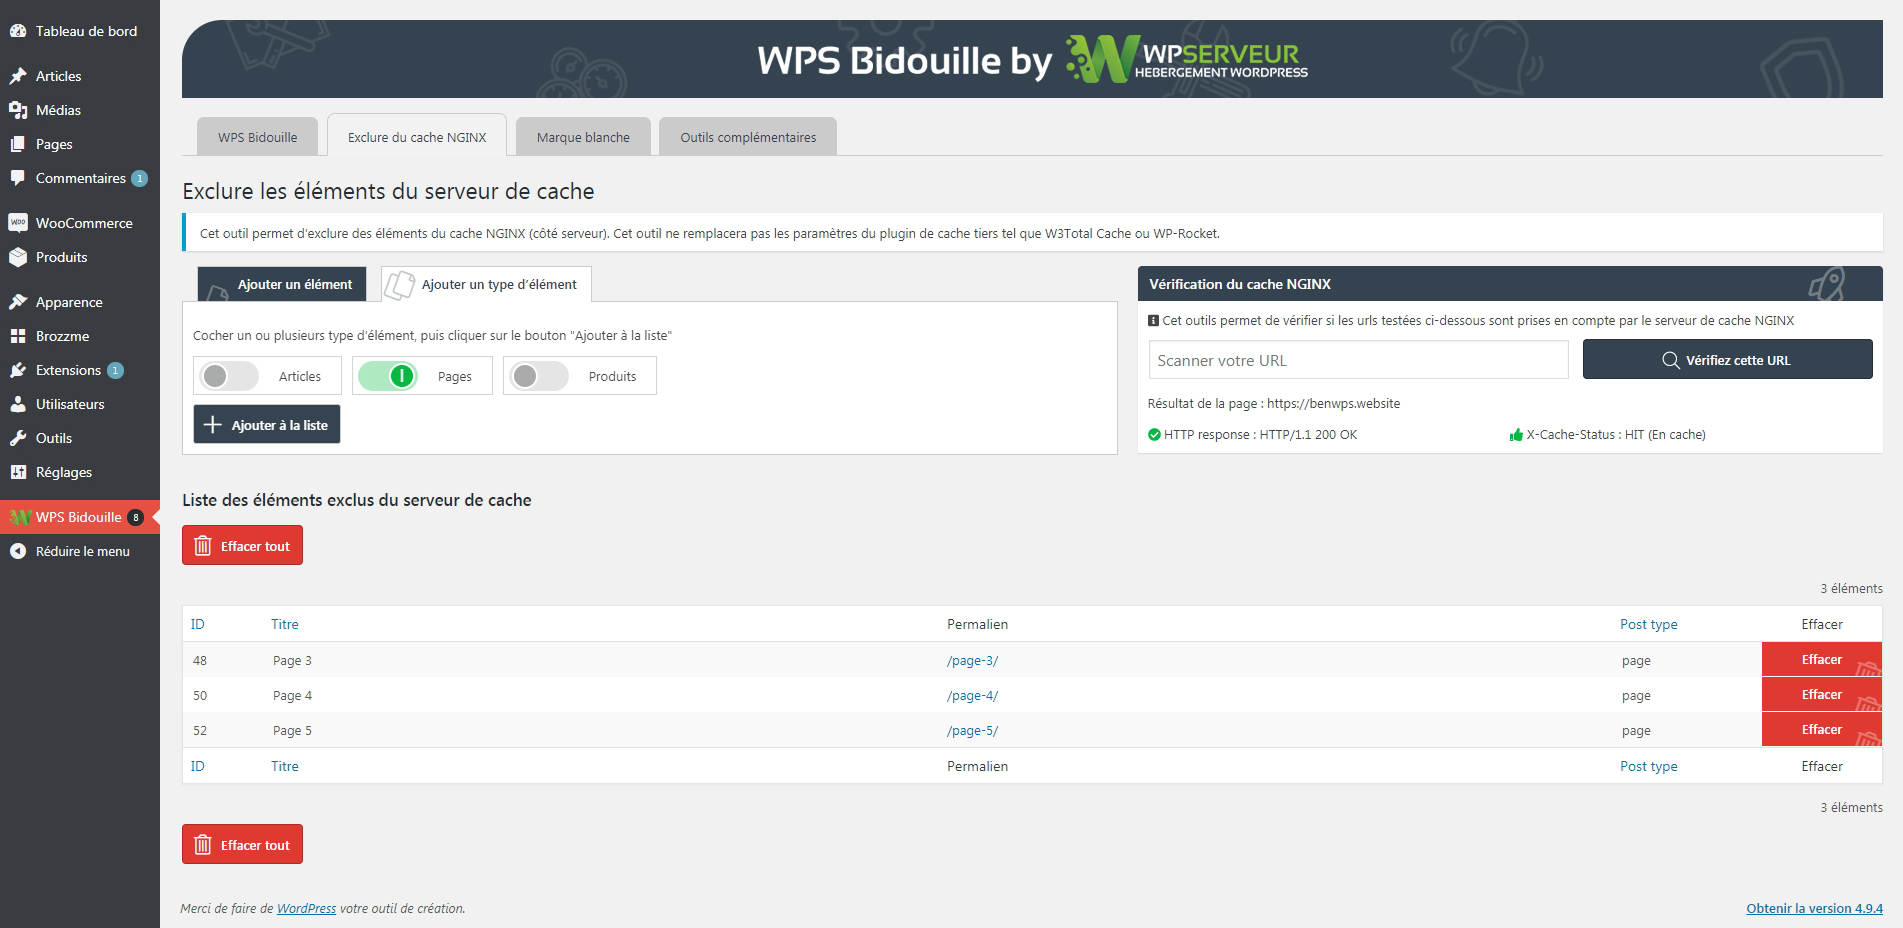 Tableau de bord
Articles
Médias
Pages
Commentaires 1
WooCommerce
Produits
Apparence
Brozzme
Extensions 1
Utilisateurs
Outils
Réglages
WPS Bidouille 8
Réduire le menu
WPS Bidouille by WPSERVEUR
HEBERGEMENT WORDPRESS
WPS Bidouille
Exclure du cache NGINX
Marque blanche
Outils complémentaires
Exclure les éléments du serveur de cache
Cet outil permet d'exclure des éléments du cache NGINX (côté serveur). Cet outil ne remplacera pas les paramètres du plugin de cache tiers tel que W3Total Cache ou WP-Rocket.
Ajouter un élément
Ajouter un type d'élément
Cocher un ou plusieurs type d'élément, puis cliquer sur le bouton "Ajouter à la liste"
Articles
Pages
Produits
Ajouter à la liste
Vérification du cache NGINX
Cet outils permet de vérifier si les urls testées ci-dessous sont prises en compte par le serveur de cache NGINX
Scanner votre URL
Vérifiez cette URL
Résultat de la page : https://benwps.website
HTTP response : HTTP/1.1 200 OK
X-Cache-Status : HIT (En cache)
Liste des éléments exclus du serveur de cache
Effacer tout
3 éléments
ID Titre Permalien Post type Effacer
48 Page 3 /page-3/ page Effacer
50 Page 4 /page-4/ page Effacer
52 Page 5 /page-5/ page Effacer
ID Titre Permalien Post type Effacer
3 éléments
Effacer tout
Merci de faire de WordPress votre outil de création.
Obtenir la version 4.9.4